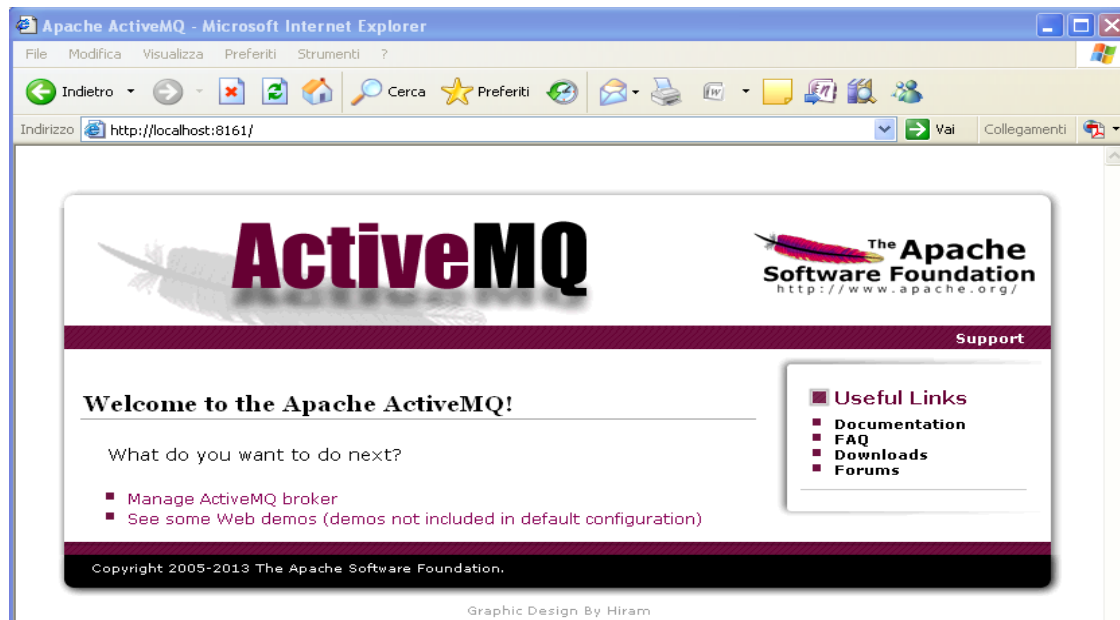 Apache ActiveMQ - Microsoft Internet Explorer
File Modifica Visualizza Preferiti Strumenti ?
Indietro Cerca Preferiti
Indirizzo http://localhost:8161/ Vai Collegamenti
ActiveMQ
The Apache
Software Foundation
http://www.apache.org/
Support
Welcome to the Apache ActiveMQ!
What do you want to do next?
Manage ActiveMQ broker
See some Web demos (demos not included in default configuration)
Useful Links
Documentation
FAQ
Downloads
Forums
Copyright 2005-2013 The Apache Software Foundation.
Graphic Design By Hiram